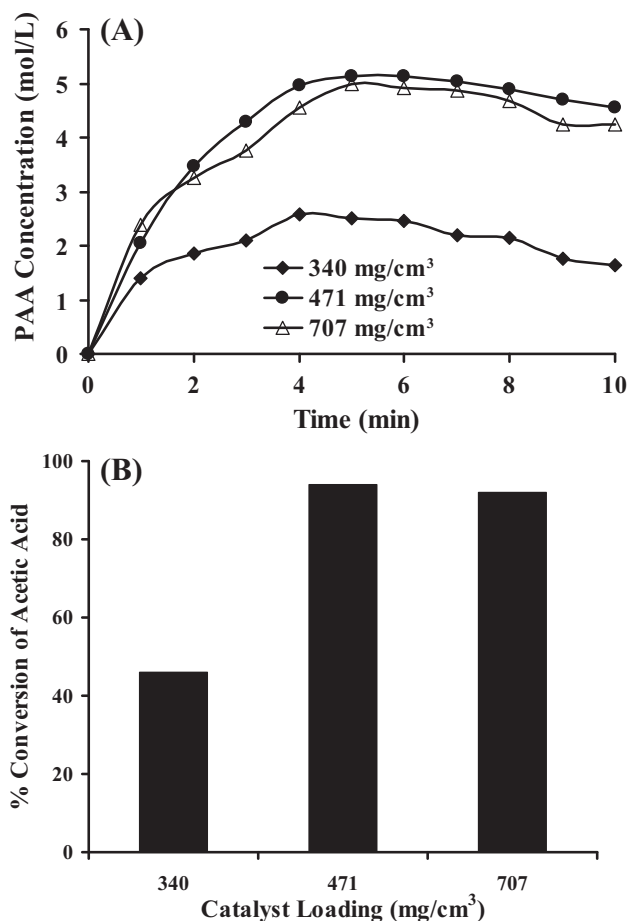 (A)
PAA Concentration (mol/L)
6
5
4
3
2
1
0
340 mg/cm³
471 mg/cm³
707 mg/cm³
0 2 4 6 8 10
Time (min)
(B)
% Conversion of Acetic Acid
100
80
60
40
20
0
340 471 707
Catalyst Loading (mg/cm³)